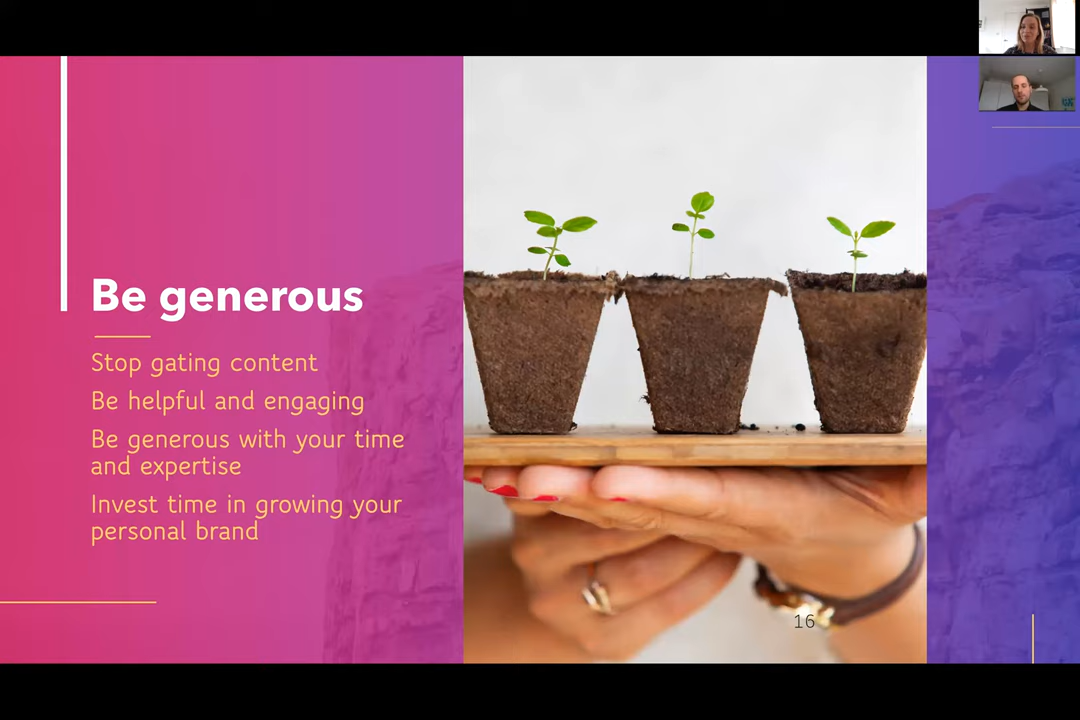 Be generous
Stop gating content
Be helpful and engaging
Be generous with your time
and expertise
Invest time in growing your
personal brand
16